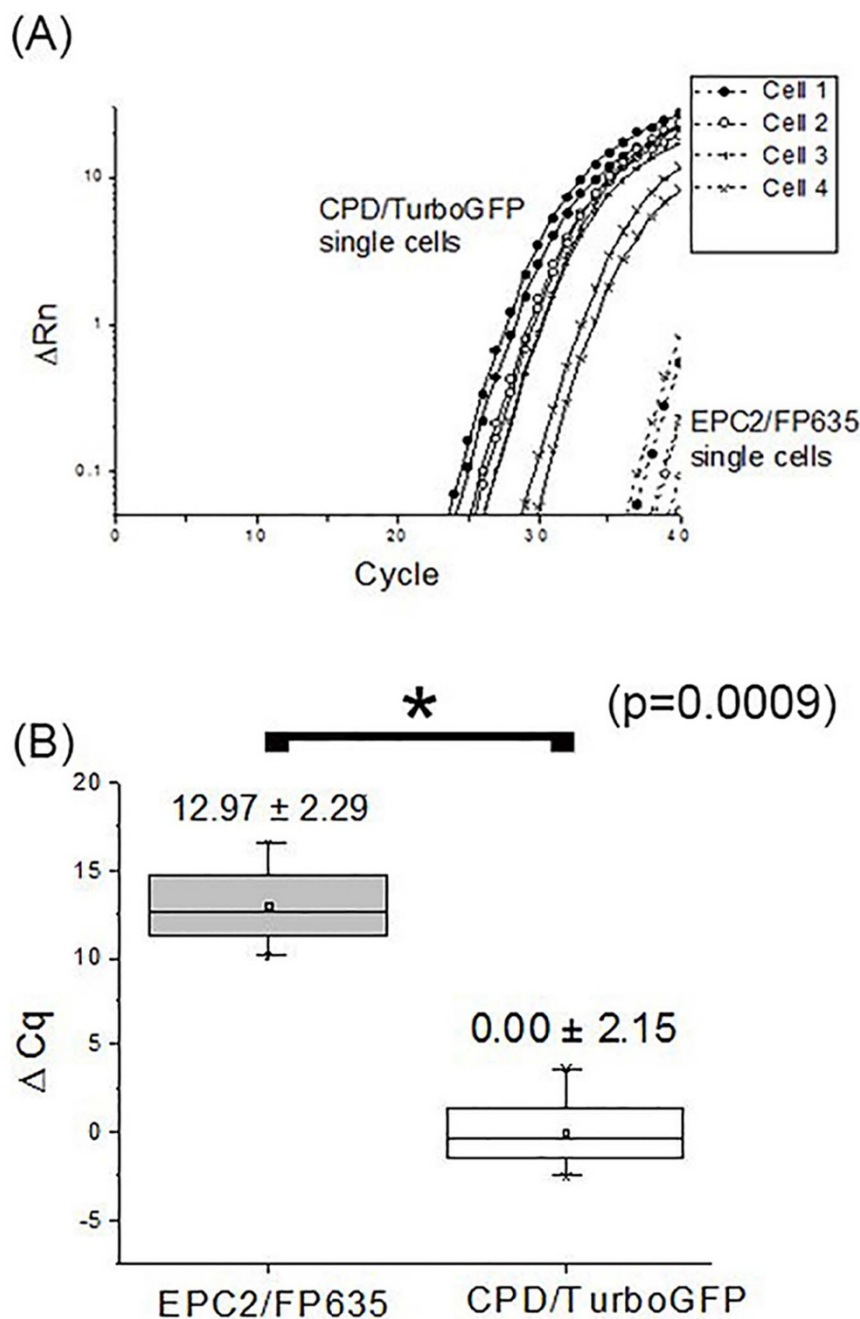 (A)
Cell 1
Cell 2
Cell 3
Cell 4
CPD/TurboGFP
single cells
EPC2/FP635
single cells
ΔRn
10
1
0.1
0
10
20
30
40
Cycle
(B)
*
(p=0.0009)
12.97 ± 2.29
0.00 ± 2.15
Δ Cq
20
15
10
5
0
-5
EPC2/FP635
CPD/TurboGFP